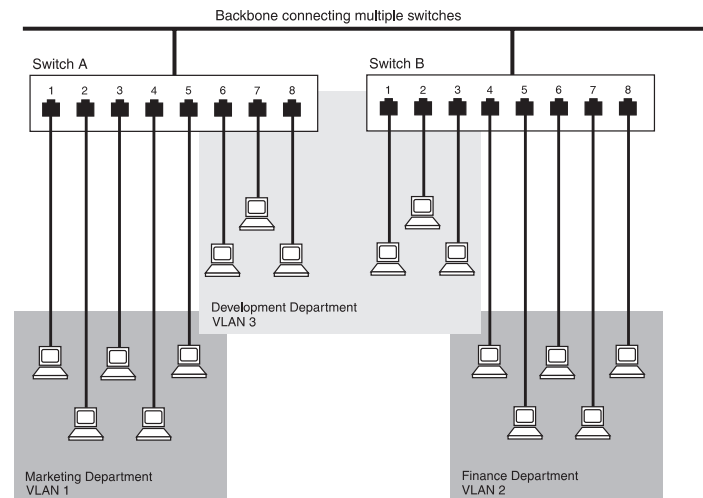 Backbone connecting multiple switches
Switch A
Switch B
1 2 3 4 5 6 7 8
1 2 3 4 5 6 7 8
Development Department
VLAN 3
Marketing Department
VLAN 1
Finance Department
VLAN 2